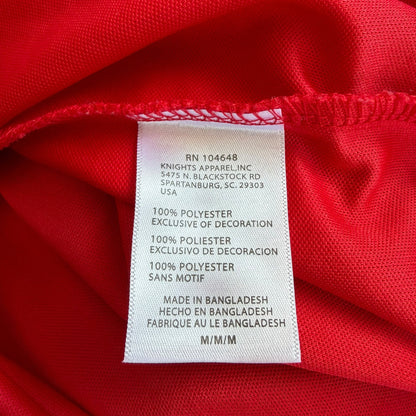 RN 104648
KNIGHTS APPAREL,INC
5475 N. BLACKSTOCK RD
SPARTANBURG, SC. 29303
USA
100% POLYESTER
EXCLUSIVE OF DECORATION
100% POLIESTER
EXCLUSIVO DE DECORACION
100% POLYESTER
SANS MOTIF
MADE IN BANGLADESH
HECHO EN BANGLADESH
FABRIQUE AU LE BANGLADESH
M/M/M